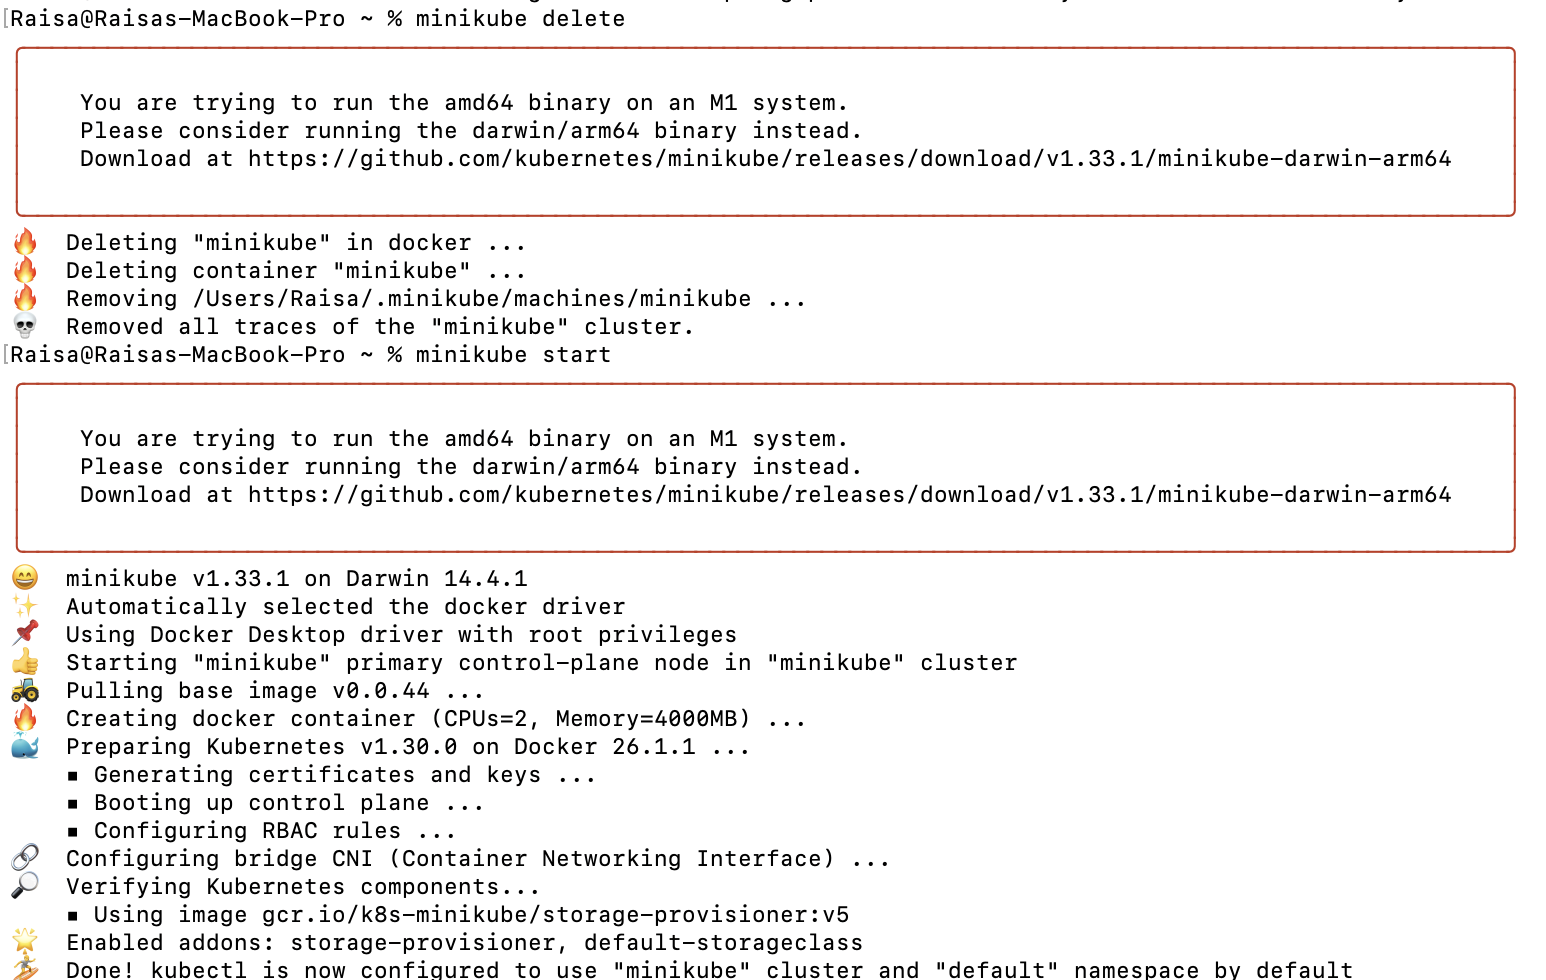 [Raisa@Raisas-MacBook-Pro ~ % minikube delete
You are trying to run the amd64 binary on an M1 system.
Please consider running the darwin/arm64 binary instead.
Download at https://github.com/kubernetes/minikube/releases/download/v1.33.1/minikube-darwin-arm64
🔥 Deleting "minikube" in docker ...
🔥 Deleting container "minikube" ...
🔥 Removing /Users/Raisa/.minikube/machines/minikube ...
💀 Removed all traces of the "minikube" cluster.
[Raisa@Raisas-MacBook-Pro ~ % minikube start
You are trying to run the amd64 binary on an M1 system.
Please consider running the darwin/arm64 binary instead.
Download at https://github.com/kubernetes/minikube/releases/download/v1.33.1/minikube-darwin-arm64
😄 minikube v1.33.1 on Darwin 14.4.1
✨ Automatically selected the docker driver
📌 Using Docker Desktop driver with root privileges
👍 Starting "minikube" primary control-plane node in "minikube" cluster
🚜 Pulling base image v0.0.44 ...
🔥 Creating docker container (CPUs=2, Memory=4000MB) ...
🐳 Preparing Kubernetes v1.30.0 on Docker 26.1.1 ...
▪ Generating certificates and keys ...
▪ Booting up control plane ...
▪ Configuring RBAC rules ...
🔗 Configuring bridge CNI (Container Networking Interface) ...
🔎 Verifying Kubernetes components...
▪ Using image gcr.io/k8s-minikube/storage-provisioner:v5
🌟 Enabled addons: storage-provisioner, default-storageclass
🏄 Done! kubectl is now configured to use "minikube" cluster and "default" namespace by default